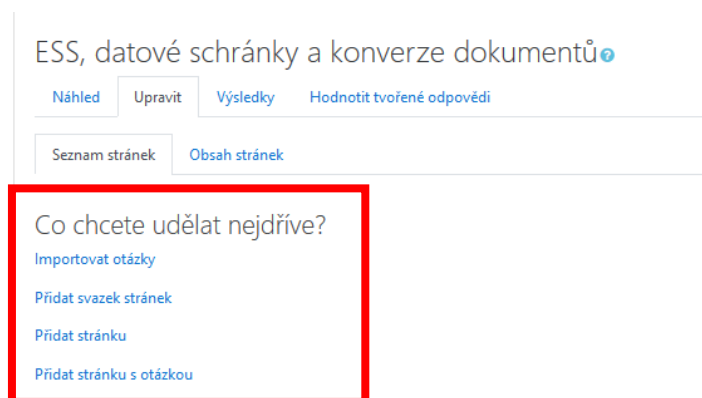 ESS, datové schránky a konverze dokumentů
Náhled Upravit Výsledky Hodnotit tvořené odpovědi
Seznam stránek Obsah stránek
Co chcete udělat nejdříve?
Importovat otázky
Přidat svazek stránek
Přidat stránku
Přidat stránku s otázkou